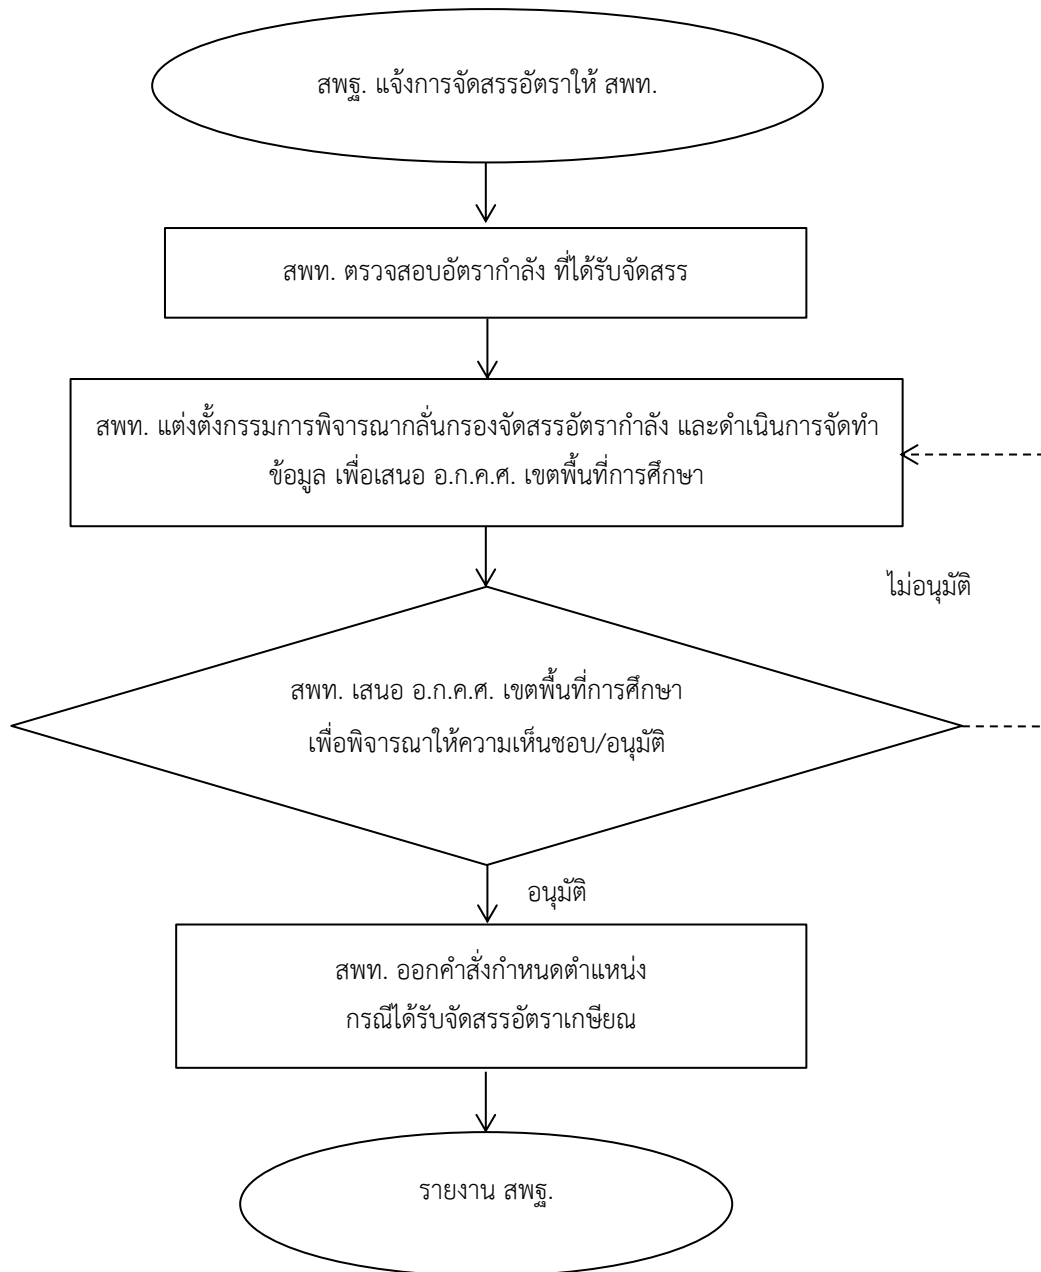 สพฐ. แจ้งการจัดสรรอัตราให้ สพท.
สพท. ตรวจสอบอัตรากำลัง ที่ได้รับจัดสรร
สพท. แต่งตั้งกรรมการพิจารณากลั่นกรองจัดสรรอัตรากำลัง และดำเนินการจัดทำ
ข้อมูล เพื่อเสนอ อ.ก.ค.ศ. เขตพื้นที่การศึกษา
ไม่อนุมัติ
สพท. เสนอ อ.ก.ค.ศ. เขตพื้นที่การศึกษา
เพื่อพิจารณาให้ความเห็นชอบ/อนุมัติ
อนุมัติ
สพท. ออกคำสั่งกำหนดตำแหน่ง
กรณีได้รับจัดสรรอัตราเกษียณ
รายงาน สพฐ.